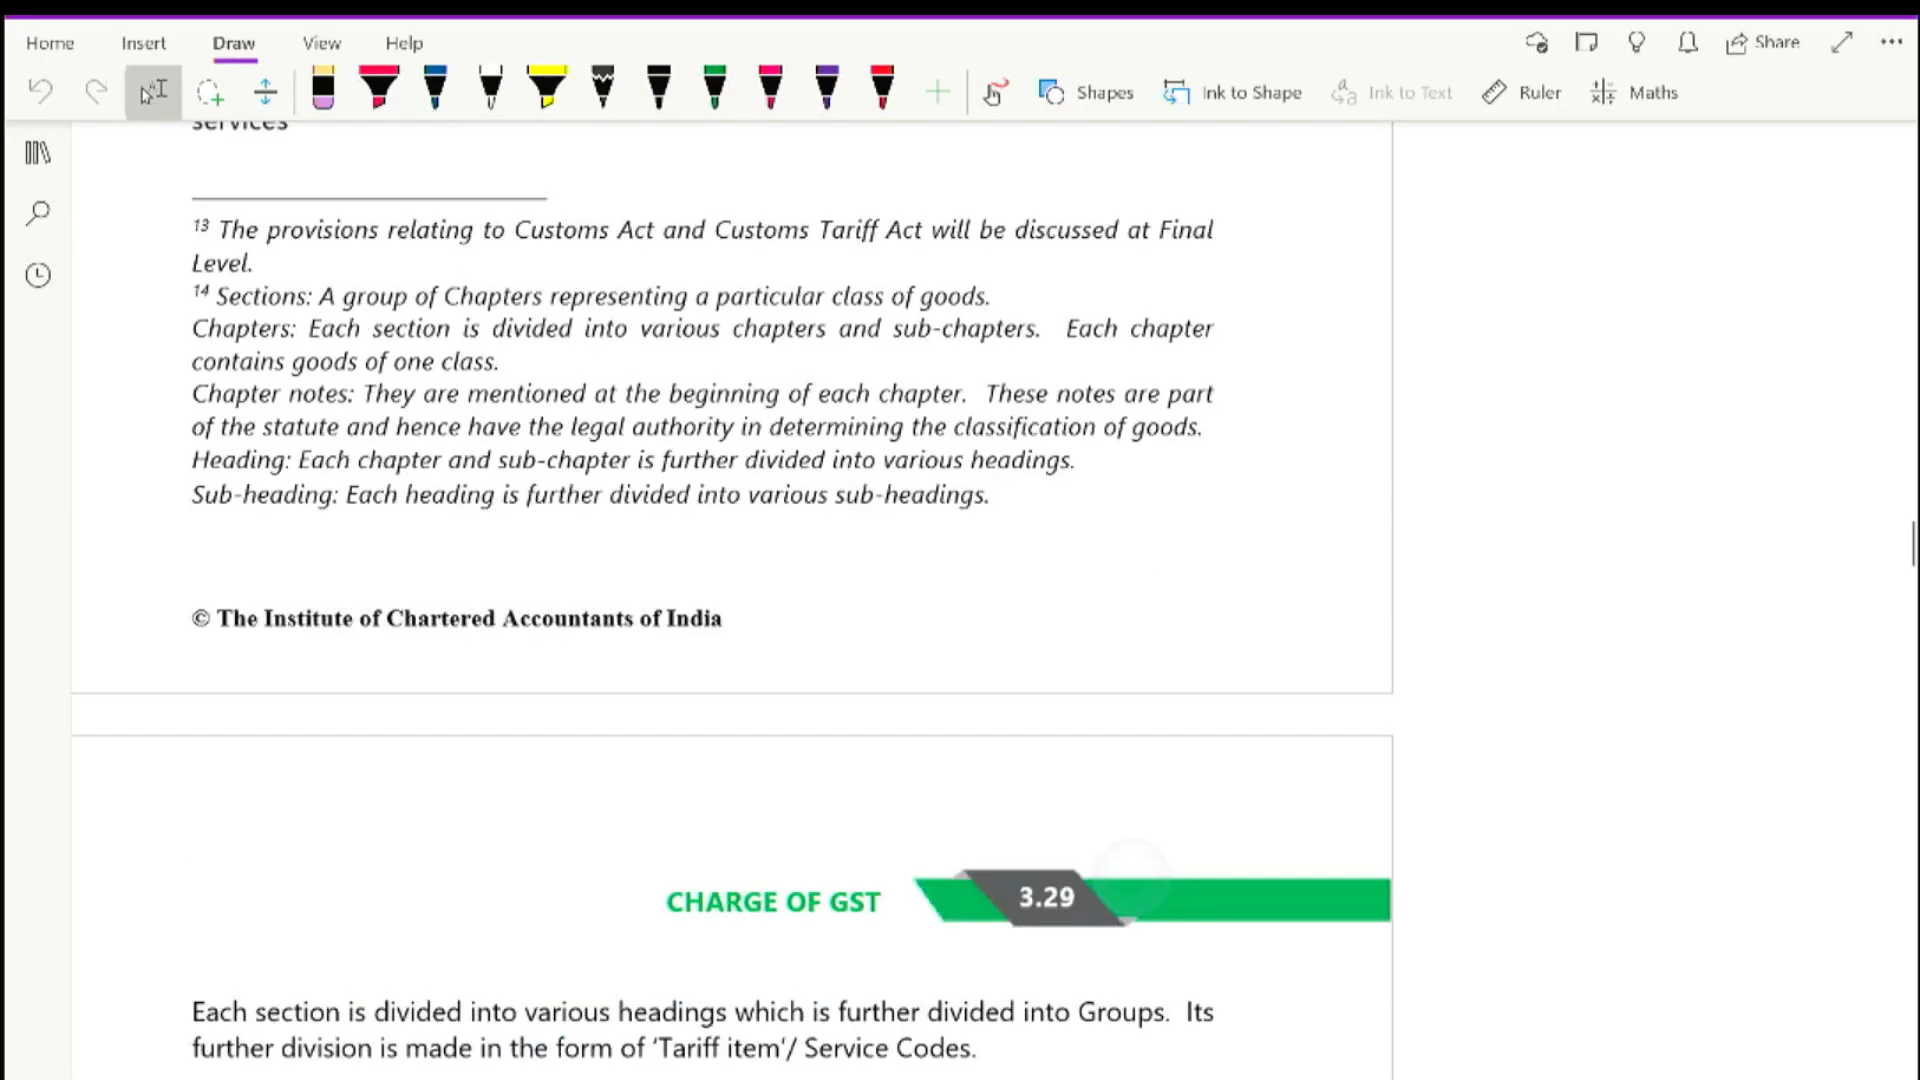 Home Insert Draw View Help Share
Shapes Ink to Shape Ink to Text Ruler Maths
services
13 The provisions relating to Customs Act and Customs Tariff Act will be discussed at Final
Level.
14 Sections: A group of Chapters representing a particular class of goods.
Chapters: Each section is divided into various chapters and sub-chapters. Each chapter
contains goods of one class.
Chapter notes: They are mentioned at the beginning of each chapter. These notes are part
of the statute and hence have the legal authority in determining the classification of goods.
Heading: Each chapter and sub-chapter is further divided into various headings.
Sub-heading: Each heading is further divided into various sub-headings.
© The Institute of Chartered Accountants of India
CHARGE OF GST 3.29
Each section is divided into various headings which is further divided into Groups. Its
further division is made in the form of ‘Tariff item’/ Service Codes.